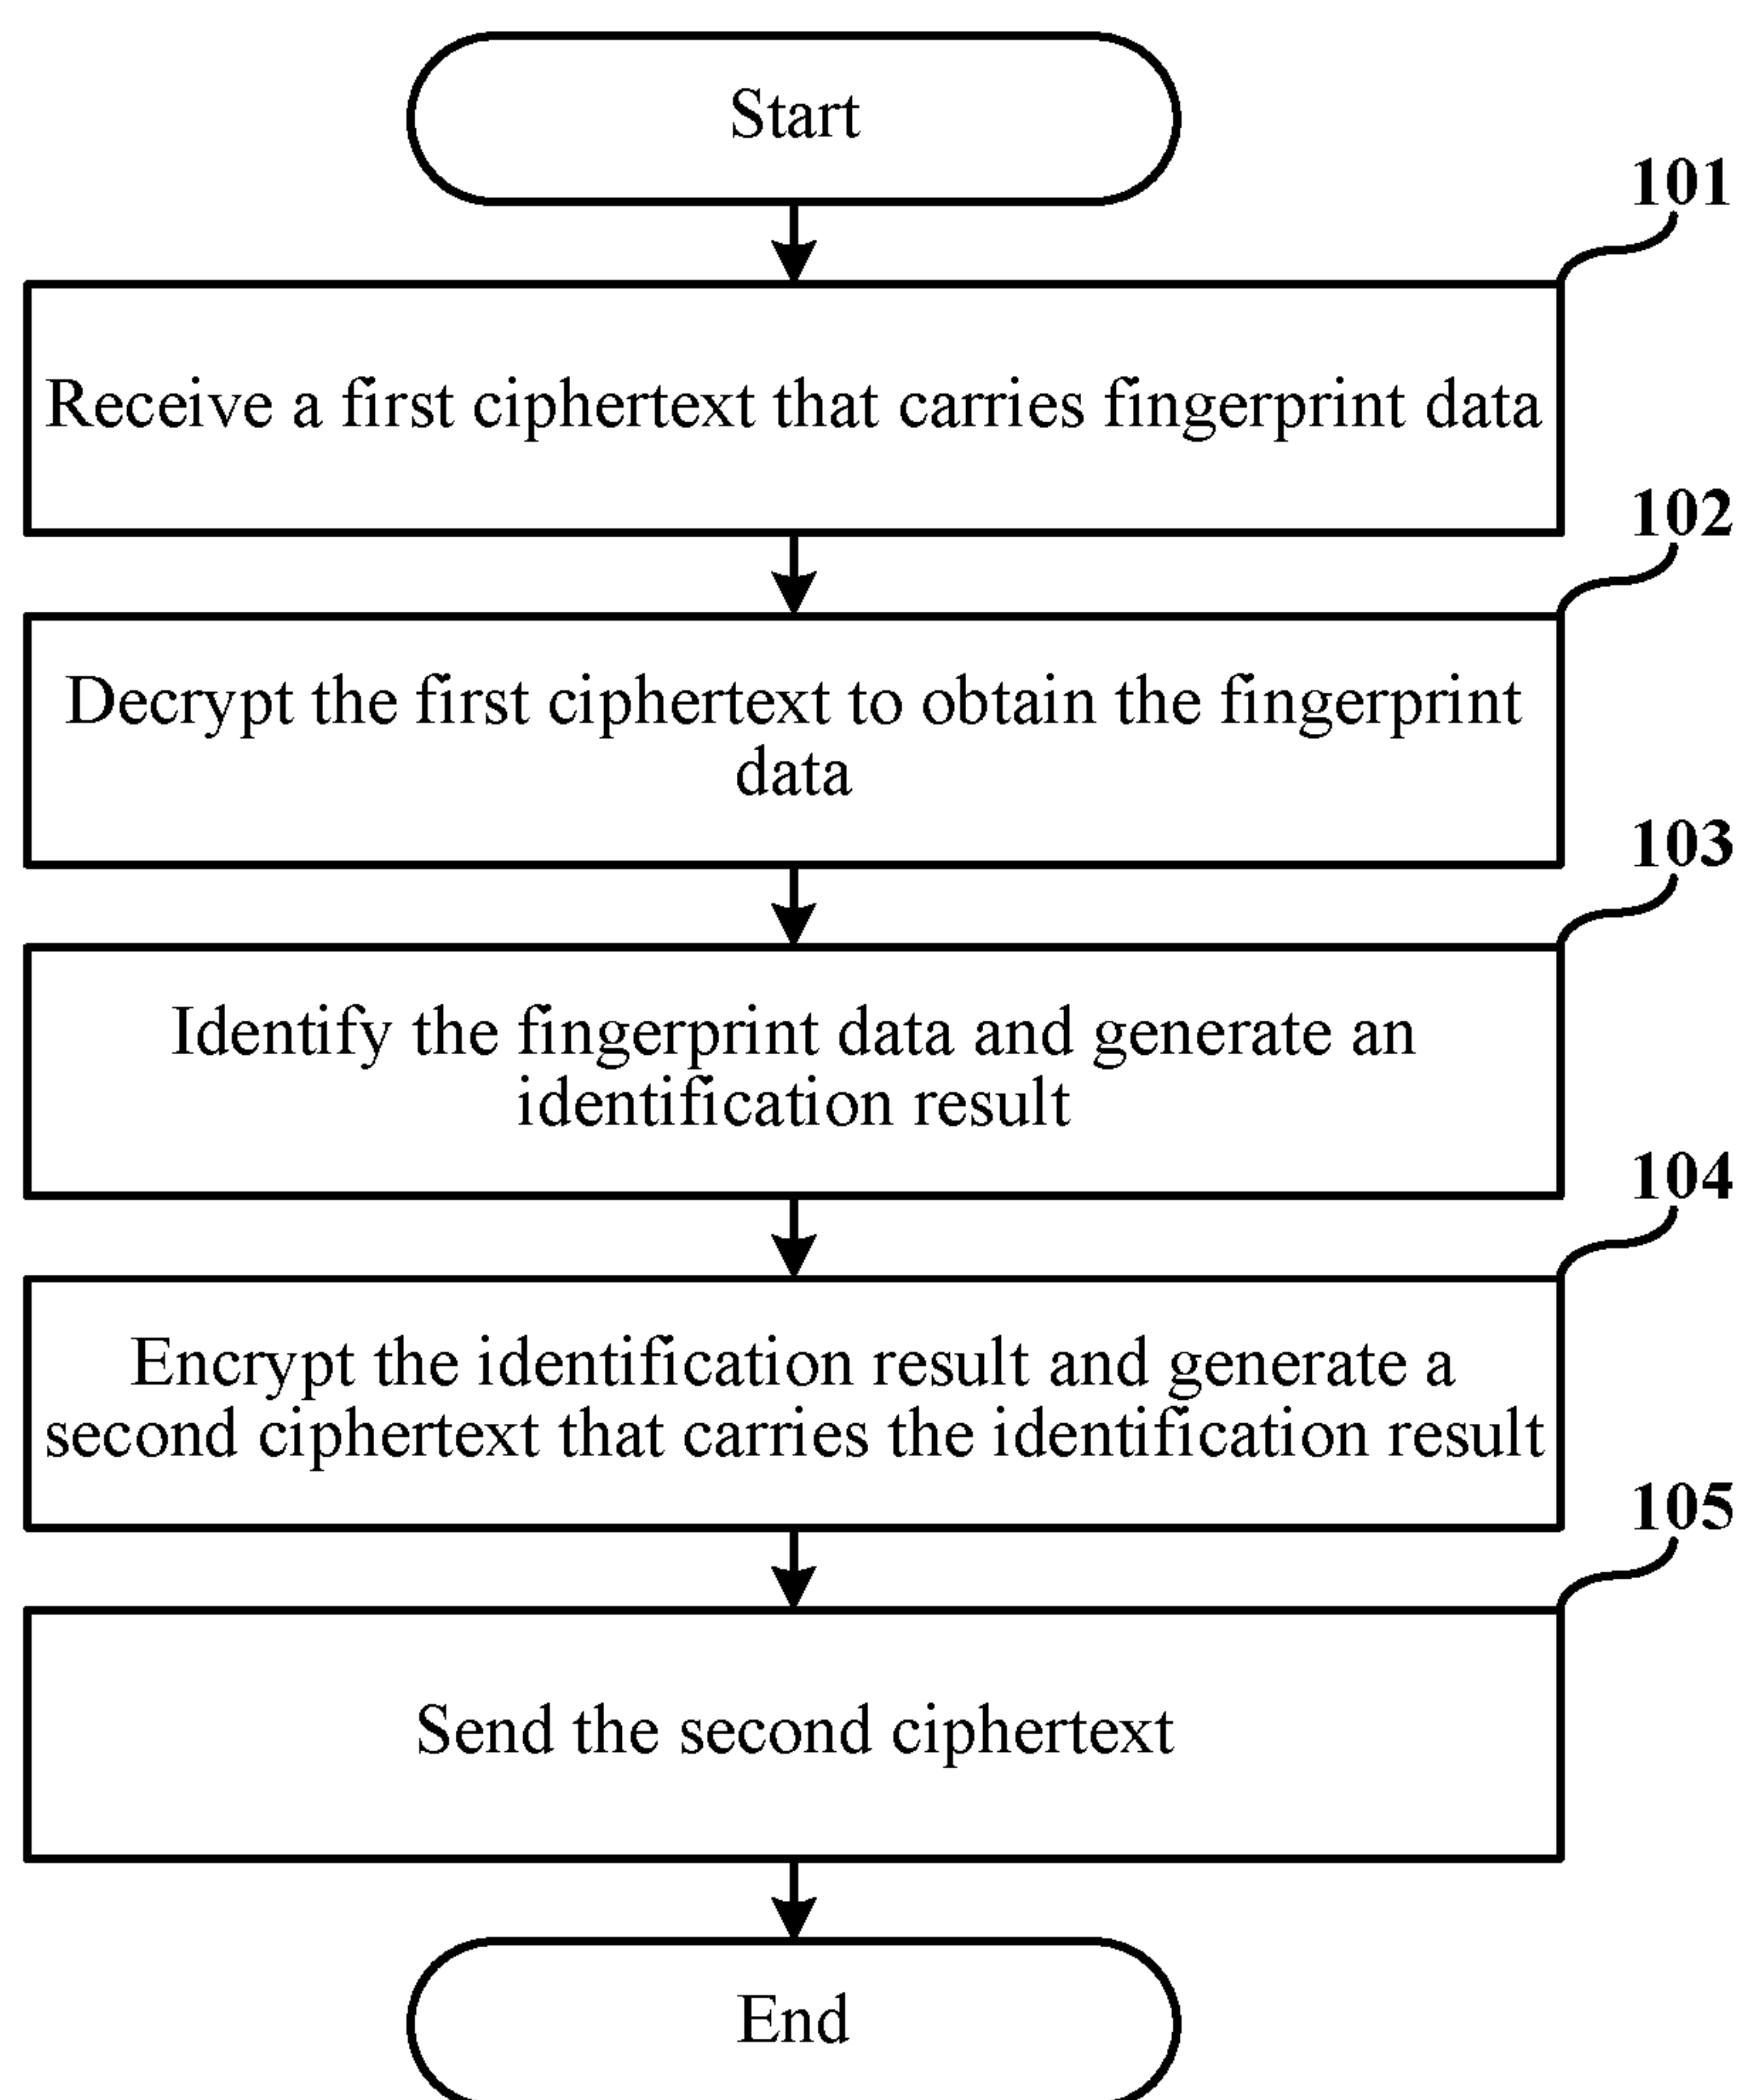 Start
101
Receive a first ciphertext that carries fingerprint data
102
Decrypt the first ciphertext to obtain the fingerprint
data
103
Identify the fingerprint data and generate an
identification result
104
Encrypt the identification result and generate a
second ciphertext that carries the identification result
105
Send the second ciphertext
End